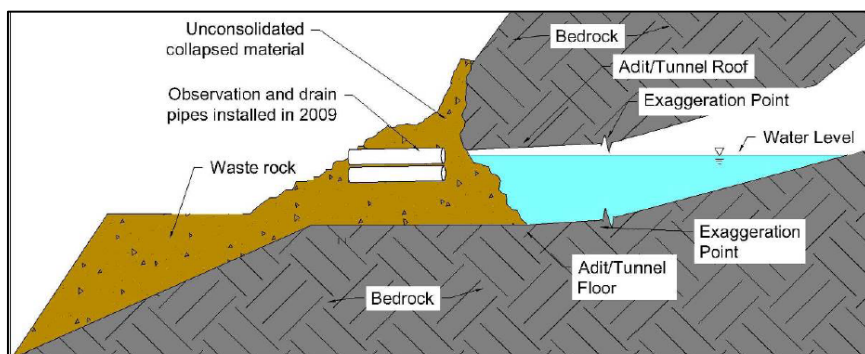 Unconsolidated
collapsed material
Bedrock
Adit/Tunnel Roof
Observation and drain
pipes installed in 2009
Exaggeration Point
Water Level
Waste rock
Exaggeration
Point
Adit/Tunnel
Floor
Bedrock